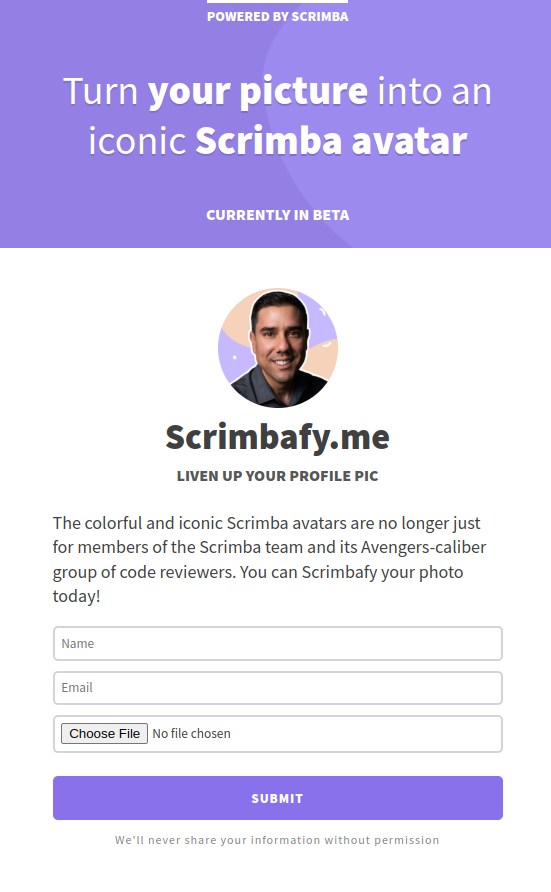 POWERED BY SCRIMBA
Turn your picture into an
iconic Scrimba avatar
CURRENTLY IN BETA
Scrimbafy.me
LIVEN UP YOUR PROFILE PIC
The colorful and iconic Scrimba avatars are no longer just
for members of the Scrimba team and its Avengers-caliber
group of code reviewers. You can Scrimbafy your photo
today!
Name
Email
Choose File No file chosen
SUBMIT
We'll never share your information without permission